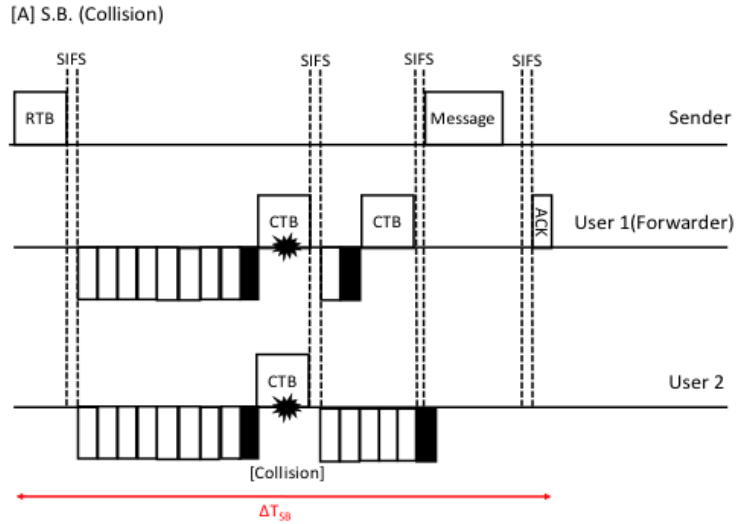 [A] S.B. (Collision)
SIFS SIFS SIFS SIFS
RTB Message Sender
CTB CTB ACK User 1(Forwarder)
CTB User 2
[Collision]
ΔT_SB